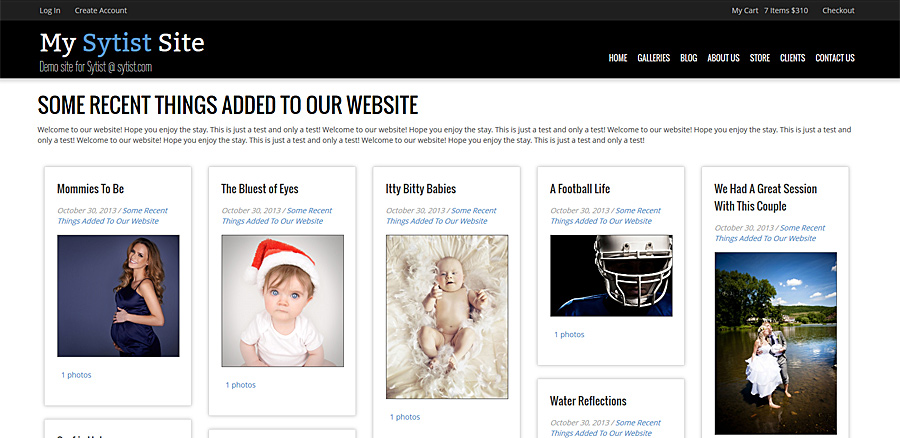 Log In Create Account My Cart 7 Items $310 Checkout
My Sytist Site
Demo site for Sytist @ sytist.com
HOME GALLERIES BLOG ABOUT US STORE CLIENTS CONTACT US
SOME RECENT THINGS ADDED TO OUR WEBSITE
Welcome to our website! Hope you enjoy the stay. This is just a test and only a test! Welcome to our website! Hope you enjoy the stay. This is just a test and only a test! Welcome to our website! Hope you enjoy the stay. This is just a test and
only a test! Welcome to our website! Hope you enjoy the stay. This is just a test and only a test! Welcome to our website! Hope you enjoy the stay. This is just a test and only a test!
Mommies To Be
October 30, 2013 / Some Recent
Things Added To Our Website
1 photos
The Bluest of Eyes
October 30, 2013 / Some Recent
Things Added To Our Website
1 photos
Itty Bitty Babies
October 30, 2013 / Some Recent
Things Added To Our Website
1 photos
A Football Life
October 30, 2013 / Some Recent
Things Added To Our Website
1 photos
Water Reflections
October 30, 2013 / Some Recent
Things Added To Our Website
We Had A Great Session
With This Couple
October 30, 2013 / Some Recent
Things Added To Our Website